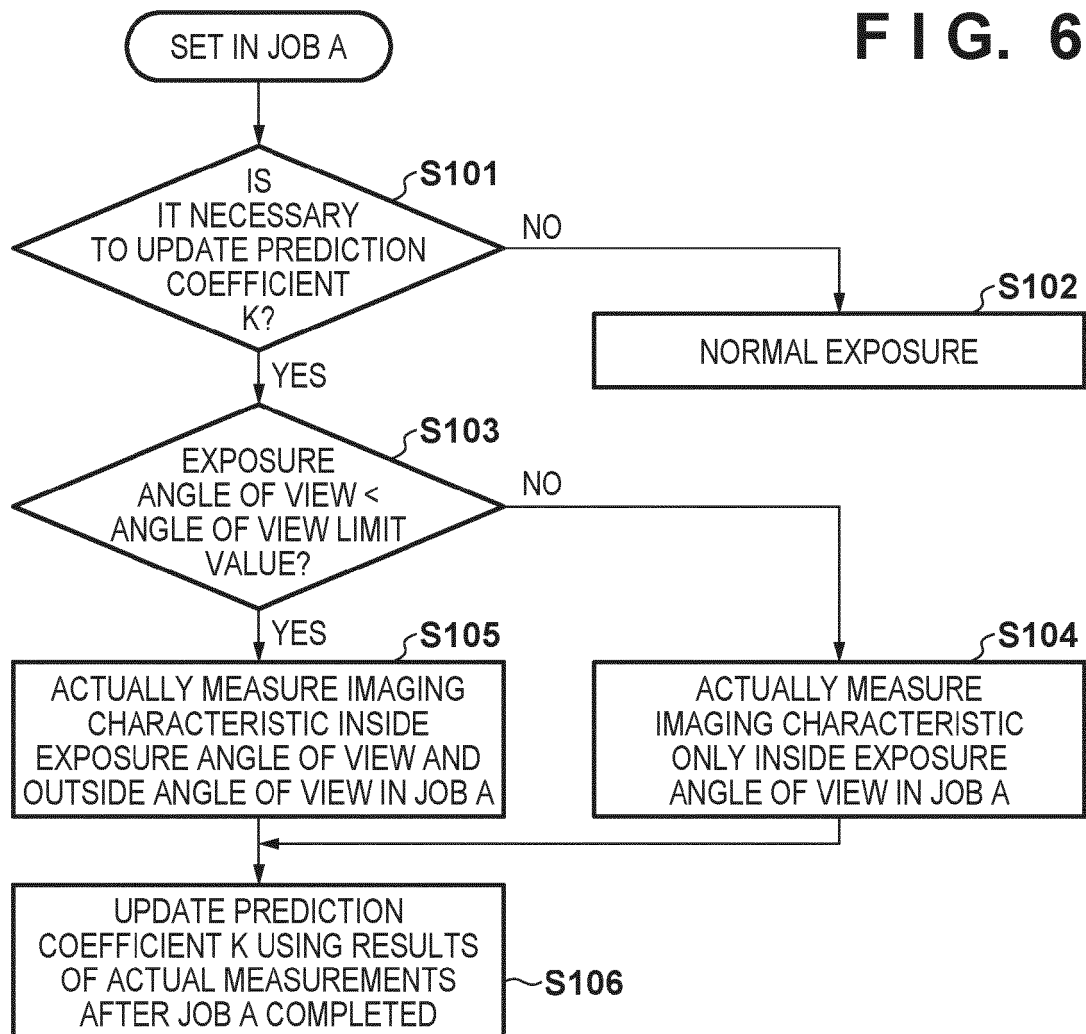 FIG. 6
SET IN JOB A
S101
IS
IT NECESSARY
TO UPDATE PREDICTION
COEFFICIENT
K?
NO
S102
NORMAL EXPOSURE
YES
S103
EXPOSURE
ANGLE OF VIEW <
ANGLE OF VIEW LIMIT
VALUE?
NO
YES
S105
ACTUALLY MEASURE IMAGING
CHARACTERISTIC INSIDE
EXPOSURE ANGLE OF VIEW AND
OUTSIDE ANGLE OF VIEW IN JOB A
S104
ACTUALLY MEASURE
IMAGING CHARACTERISTIC
ONLY INSIDE EXPOSURE
ANGLE OF VIEW IN JOB A
UPDATE PREDICTION
COEFFICIENT K USING RESULTS
OF ACTUAL MEASUREMENTS
AFTER JOB A COMPLETED
S106